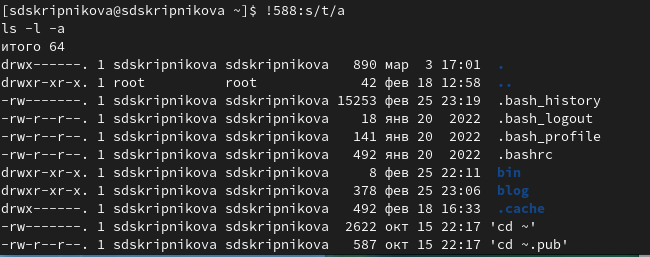 [sdskripnikova@sdskripnikova ~]$ !588:s/t/a
ls -l -a
итого 64
drwx------. 1 sdskripnikova sdskripnikova 890 мар 3 17:01 .
drwxr-xr-x. 1 root root 42 фев 18 12:58 ..
-rw-------. 1 sdskripnikova sdskripnikova 15253 фев 25 23:19 .bash_history
-rw-r--r--. 1 sdskripnikova sdskripnikova 18 янв 20 2022 .bash_logout
-rw-r--r--. 1 sdskripnikova sdskripnikova 141 янв 20 2022 .bash_profile
-rw-r--r--. 1 sdskripnikova sdskripnikova 492 янв 20 2022 .bashrc
drwxr-xr-x. 1 sdskripnikova sdskripnikova 8 фев 25 22:11 bin
drwxr-xr-x. 1 sdskripnikova sdskripnikova 378 фев 25 23:06 blog
drwx------. 1 sdskripnikova sdskripnikova 492 фев 18 16:33 .cache
-rw-------. 1 sdskripnikova sdskripnikova 2622 окт 15 22:17 'cd ~'
-rw-r--r--. 1 sdskripnikova sdskripnikova 587 окт 15 22:17 'cd ~.pub'